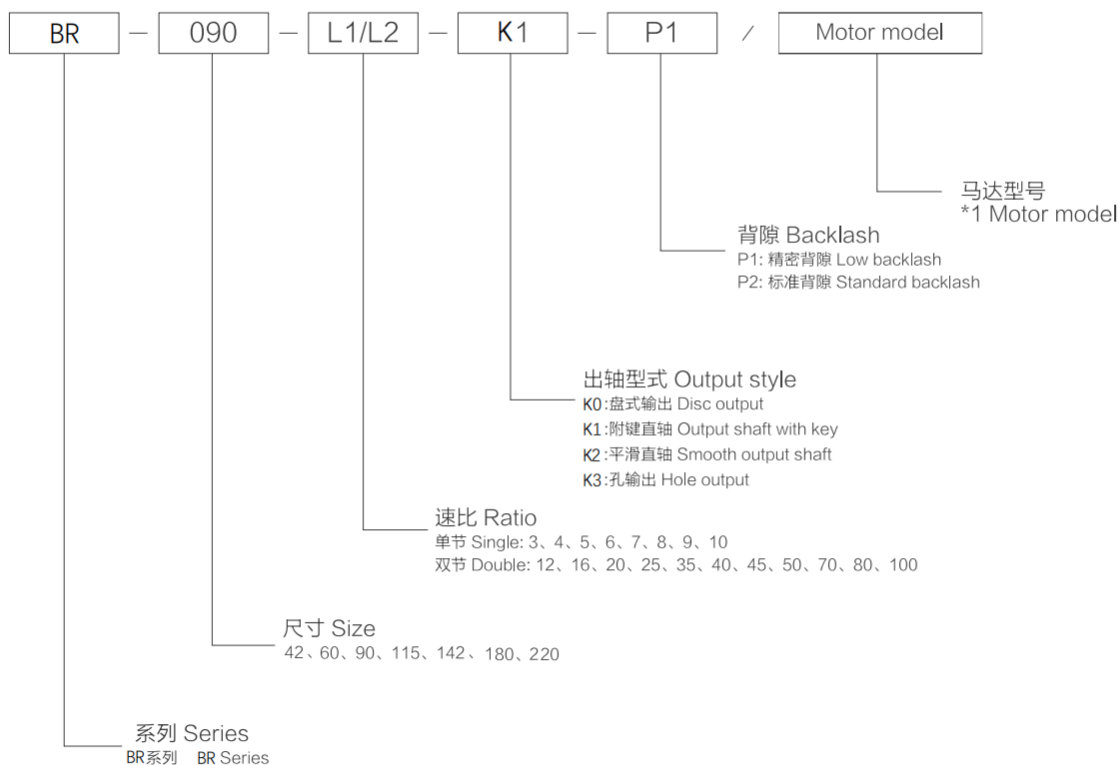 BR — 090 — L1/L2 — K1 — P1 / Motor model
马达型号
*1 Motor model
背隙 Backlash
P1: 精密背隙 Low backlash
P2: 标准背隙 Standard backlash
出轴型式 Output style
K0:盘式输出 Disc output
K1:附键直轴 Output shaft with key
K2:平滑直轴 Smooth output shaft
K3:孔输出 Hole output
速比 Ratio
单节 Single: 3、4、5、6、7、8、9、10
双节 Double: 12、16、20、25、35、40、45、50、70、80、100
尺寸 Size
42、60、90、115、142、180、220
系列 Series
BR系列 BR Series